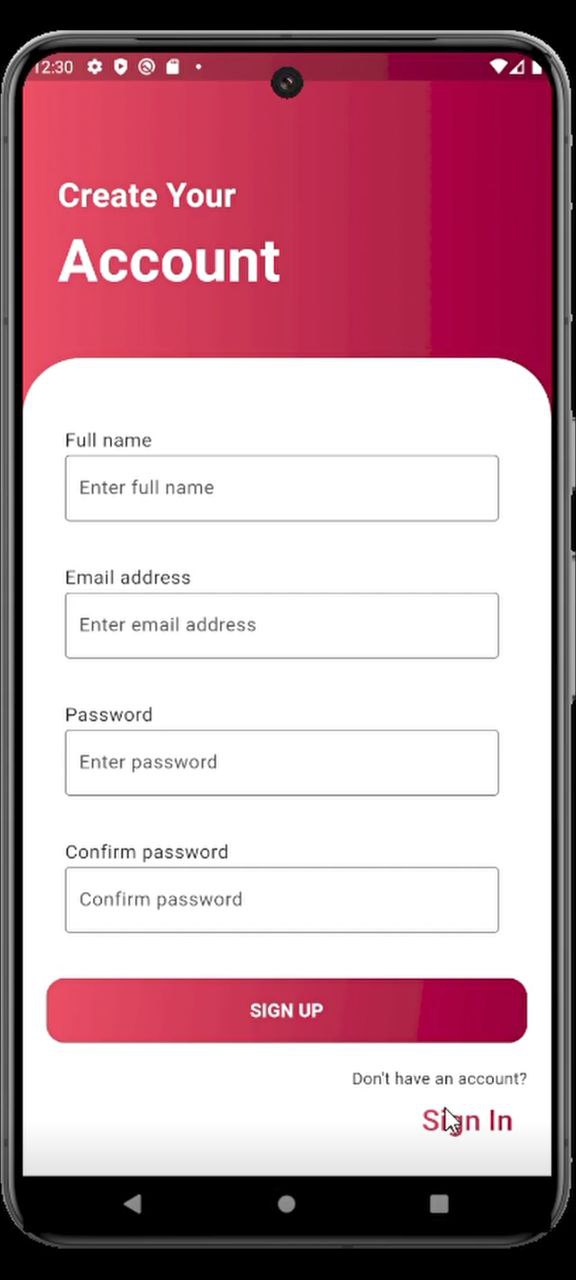 12:30
Create Your
Account
Full name
Enter full name
Email address
Enter email address
Password
Enter password
Confirm password
Confirm password
SIGN UP
Don't have an account?
Sign In